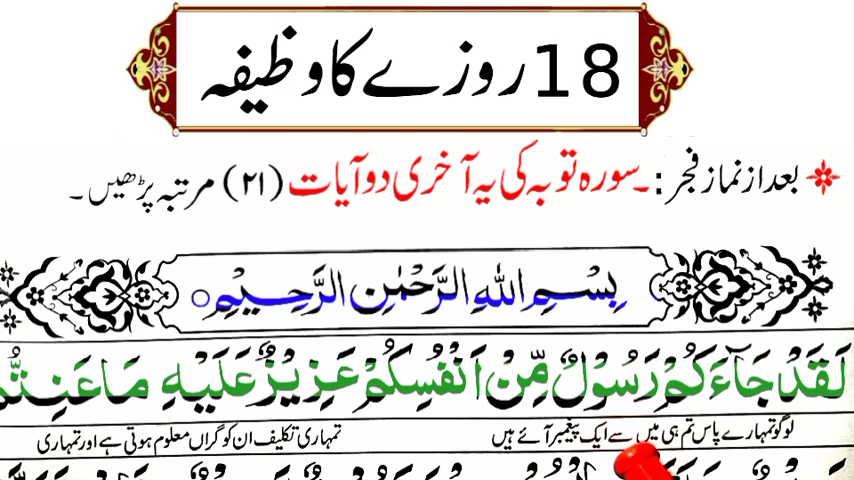 18 روزے کا وظیفہ
بعد از نماز فجر :۔ سورہ توبہ کی یہ آخری دو آیات (۲۱) مرتبہ پڑھیں۔
بِسْمِ اللهِ الرَّحْمٰنِ الرَّحِیْمِ
لَقَدْ جَآءَكُمْ رَسُوْلٌ مِّنْ اَنْفُسِكُمْ عَزِیْزٌ عَلَیْهِ مَا عَنِتُّمْ
لوگو تمہارے پاس تم ہی میں سے ایک پیغمبر آئے ہیں تمہاری تکلیف ان کو گراں معلوم ہوتی ہے اور تمہاری